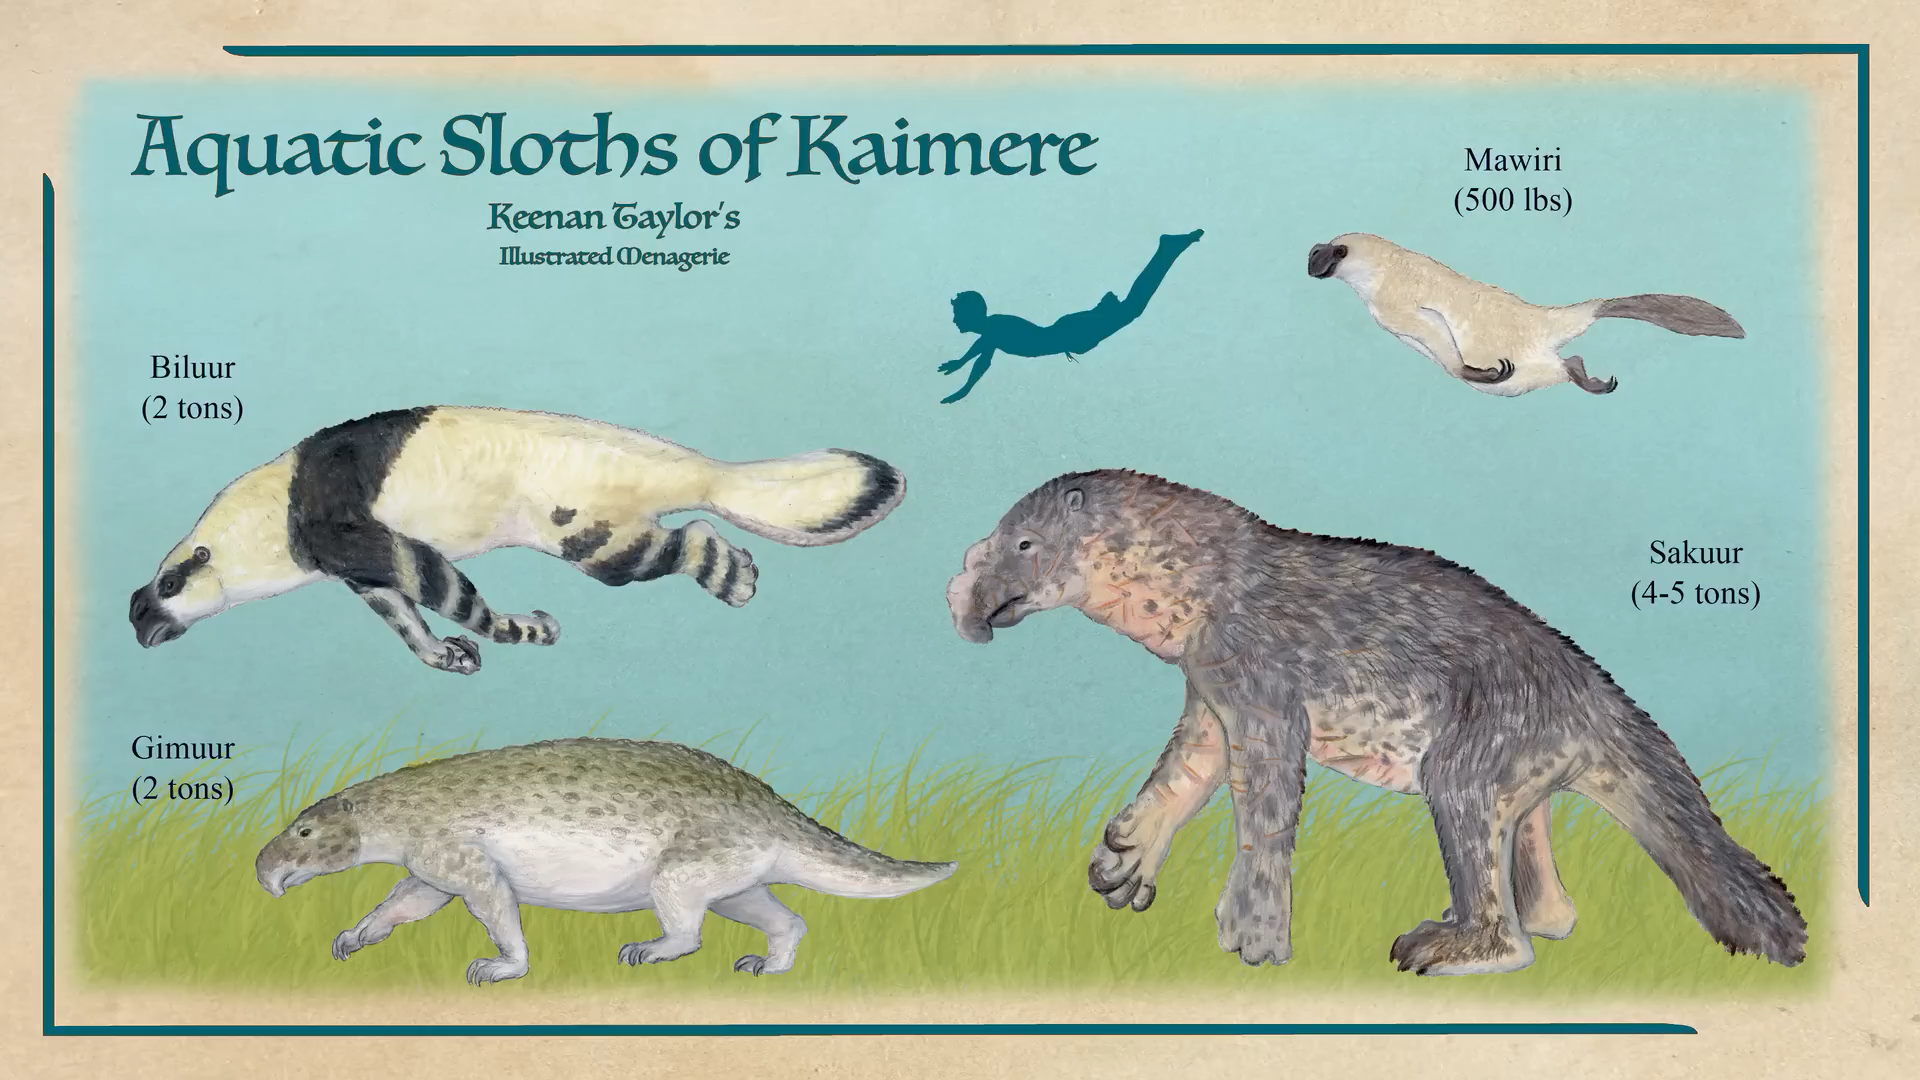 Aquatic Sloths of Kaimere
Keenan Taylor's
Illustrated Menagerie
Mawiri
(500 lbs)
Biluur
(2 tons)
Sakuur
(4-5 tons)
Gimuur
(2 tons)